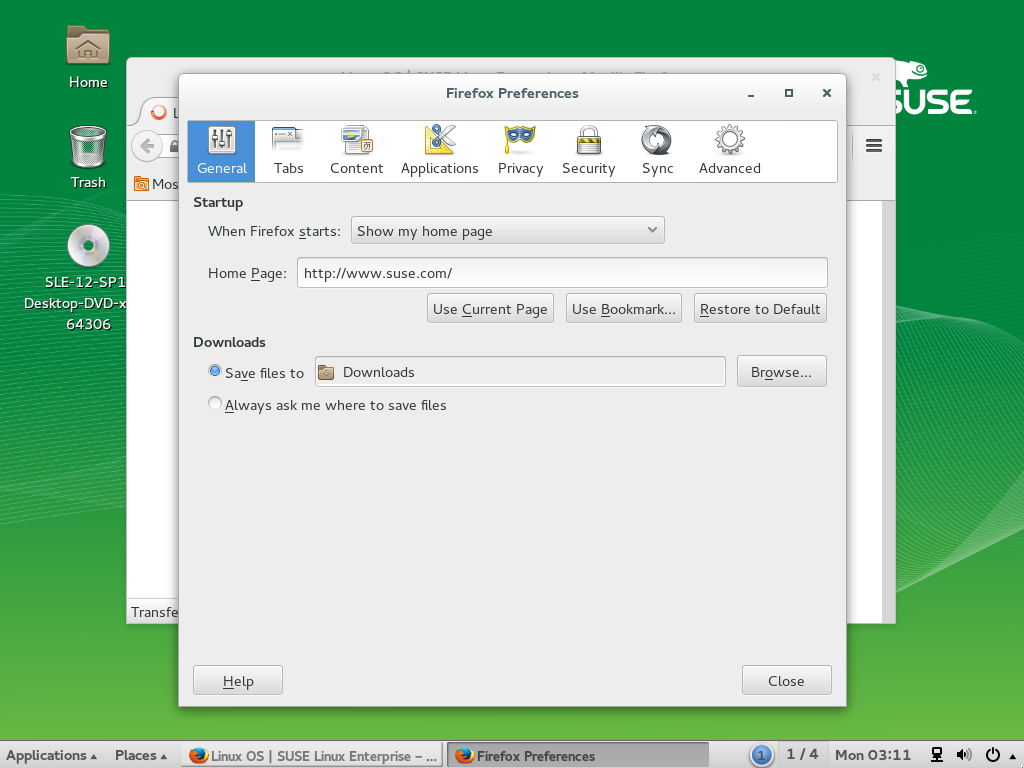 Home
Trash
SLE-12-SP1
Desktop-DVD-x
64306
SUSE
Firefox Preferences
General
Tabs
Content
Applications
Privacy
Security
Sync
Advanced
Startup
When Firefox starts: Show my home page
Home Page: http://www.suse.com/
Use Current Page
Use Bookmark...
Restore to Default
Downloads
Save files to Downloads Browse...
Always ask me where to save files
Help
Close
L
Mos
Transfe
Applications
Places
Linux OS | SUSE Linux Enterprise – ...
Firefox Preferences
1
1 / 4
Mon 03:11